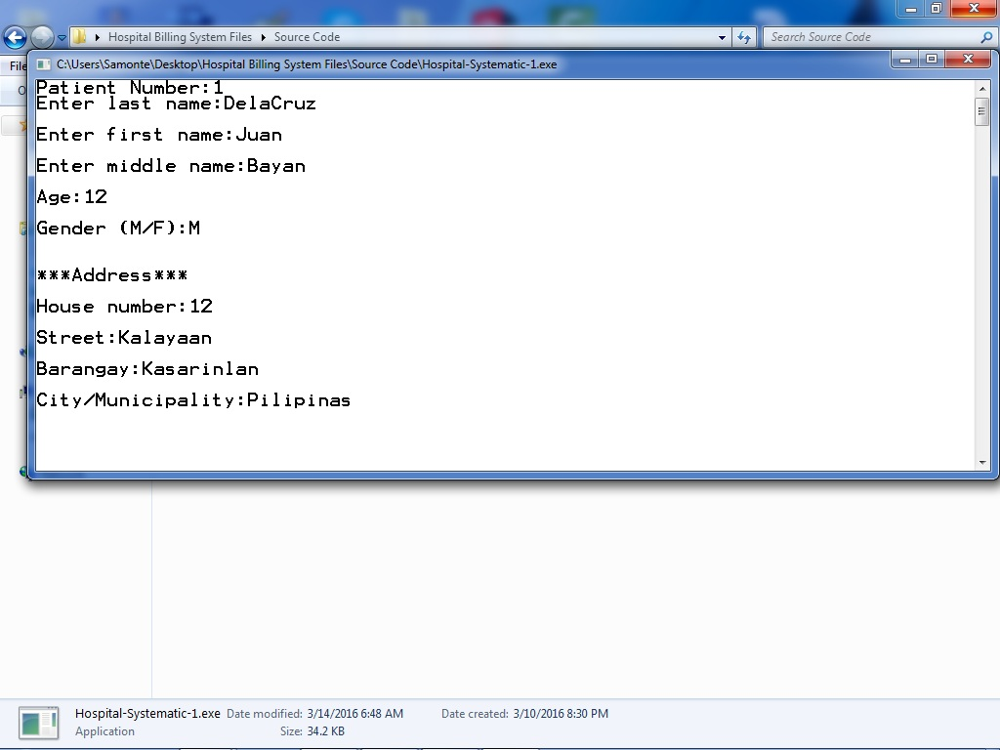 Hospital Billing System Files Source Code Search Source Code
File
C:\Users\Samonte\Desktop\Hospital Billing System Files\Source Code\Hospital-Systematic-1.exe
Patient Number:1
Enter last name:DelaCruz
Enter first name:Juan
Enter middle name:Bayan
Age:12
Gender (M/F):M
***Address***
House number:12
Street:Kalayaan
Barangay:Kasarinlan
City/Municipality:Pilipinas
Hospital-Systematic-1.exe Date modified: 3/14/2016 6:48 AM Date created: 3/10/2016 8:30 PM
Application Size: 34.2 KB